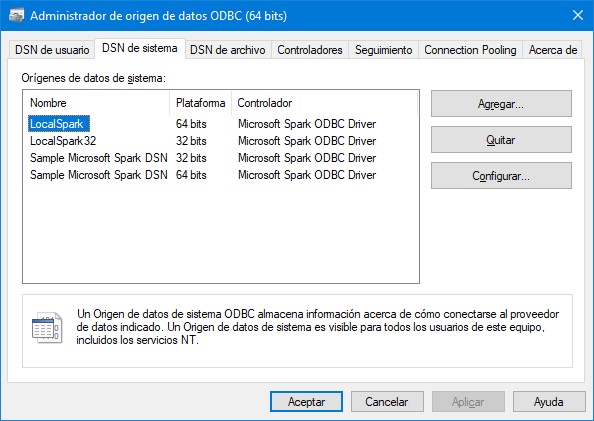 Administrador de origen de datos ODBC (64 bits)
DSN de usuario DSN de sistema DSN de archivo Controladores Seguimiento Connection Pooling Acerca de
Orígenes de datos de sistema:
Nombre Plataforma Controlador
LocalSpark 64 bits Microsoft Spark ODBC Driver
LocalSpark32 32 bits Microsoft Spark ODBC Driver
Sample Microsoft Spark DSN 32 bits Microsoft Spark ODBC Driver
Sample Microsoft Spark DSN 64 bits Microsoft Spark ODBC Driver
Agregar...
Quitar
Configurar...
Un Origen de datos de sistema ODBC almacena información acerca de cómo conectarse al proveedor
de datos indicado. Un Origen de datos de sistema es visible para todos los usuarios de este equipo,
incluidos los servicios NT.
Aceptar Cancelar Aplicar Ayuda